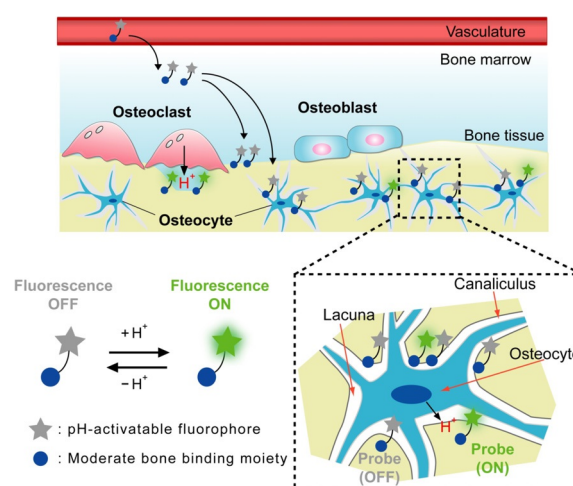 Vasculature
Bone marrow
Osteoclast
Osteoblast
Bone tissue
H⁺
Osteocyte
Fluorescence
OFF
Fluorescence
ON
+H⁺
−H⁺
: pH-activatable fluorophore
: Moderate bone binding moiety
Canaliculus
Lacuna
Osteocyte
H⁺
Probe
(OFF)
Probe
(ON)